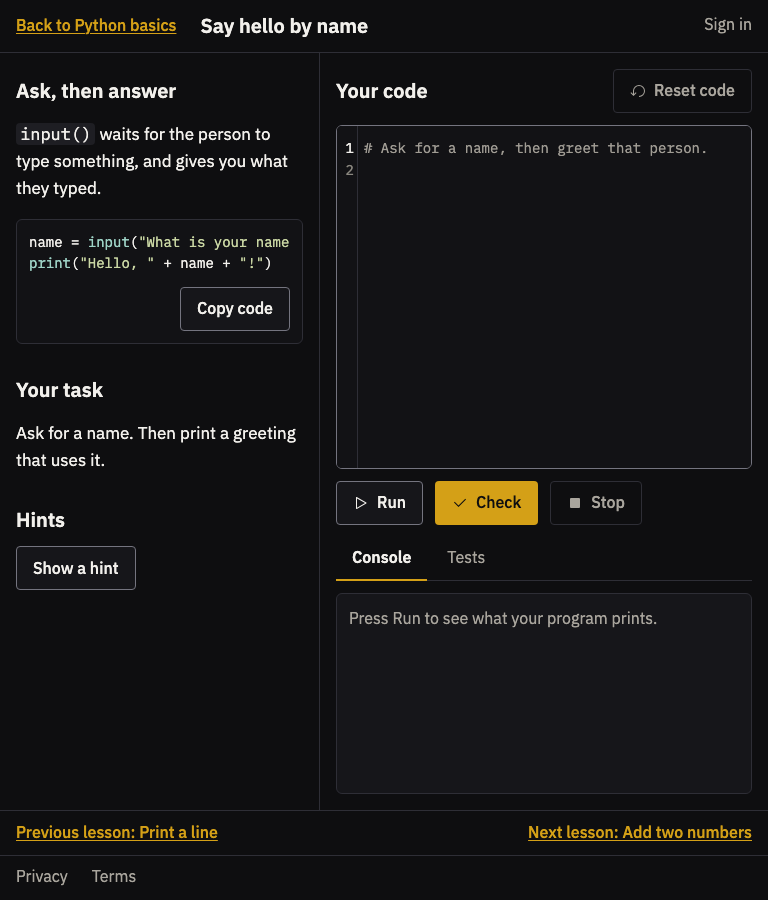 Back to Python basics
Say hello by name
Sign in
Ask, then answer
input() waits for the person to
type something, and gives you what
they typed.
name = input("What is your name
print("Hello, " + name + "!")
Copy code
Your task
Ask for a name. Then print a greeting
that uses it.
Hints
Show a hint
Your code
Reset code
1 # Ask for a name, then greet that person.
2
Run
Check
Stop
Console
Tests
Press Run to see what your program prints.
Previous lesson: Print a line
Next lesson: Add two numbers
Privacy
Terms